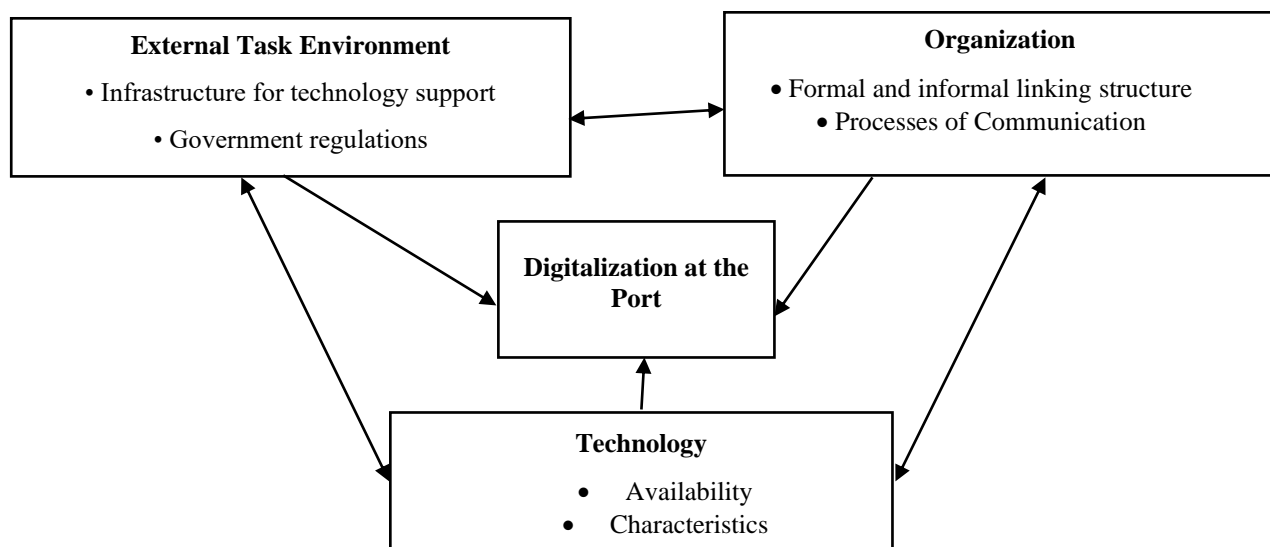 External Task Environment
• Infrastructure for technology support
• Government regulations
Organization
• Formal and informal linking structure
• Processes of Communication
Digitalization at the
Port
Technology
• Availability
• Characteristics